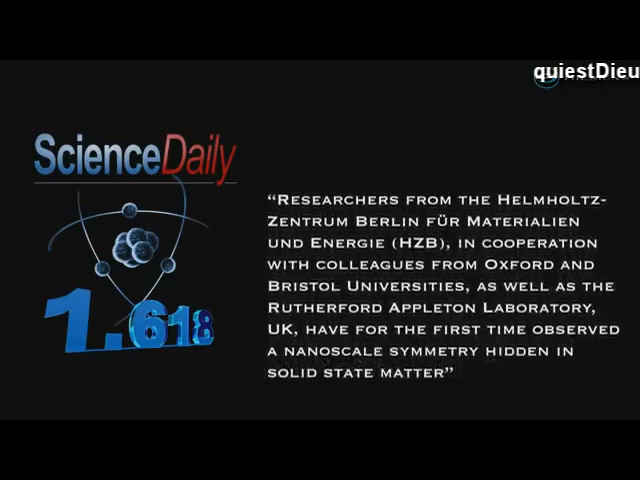 quiestDieu
ScienceDaily
1.618
“RESEARCHERS FROM THE HELMHOLTZ-
ZENTRUM BERLIN FÜR MATERIALIEN
UND ENERGIE (HZB), IN COOPERATION
WITH COLLEAGUES FROM OXFORD AND
BRISTOL UNIVERSITIES, AS WELL AS THE
RUTHERFORD APPLETON LABORATORY,
UK, HAVE FOR THE FIRST TIME OBSERVED
A NANOSCALE SYMMETRY HIDDEN IN
SOLID STATE MATTER”